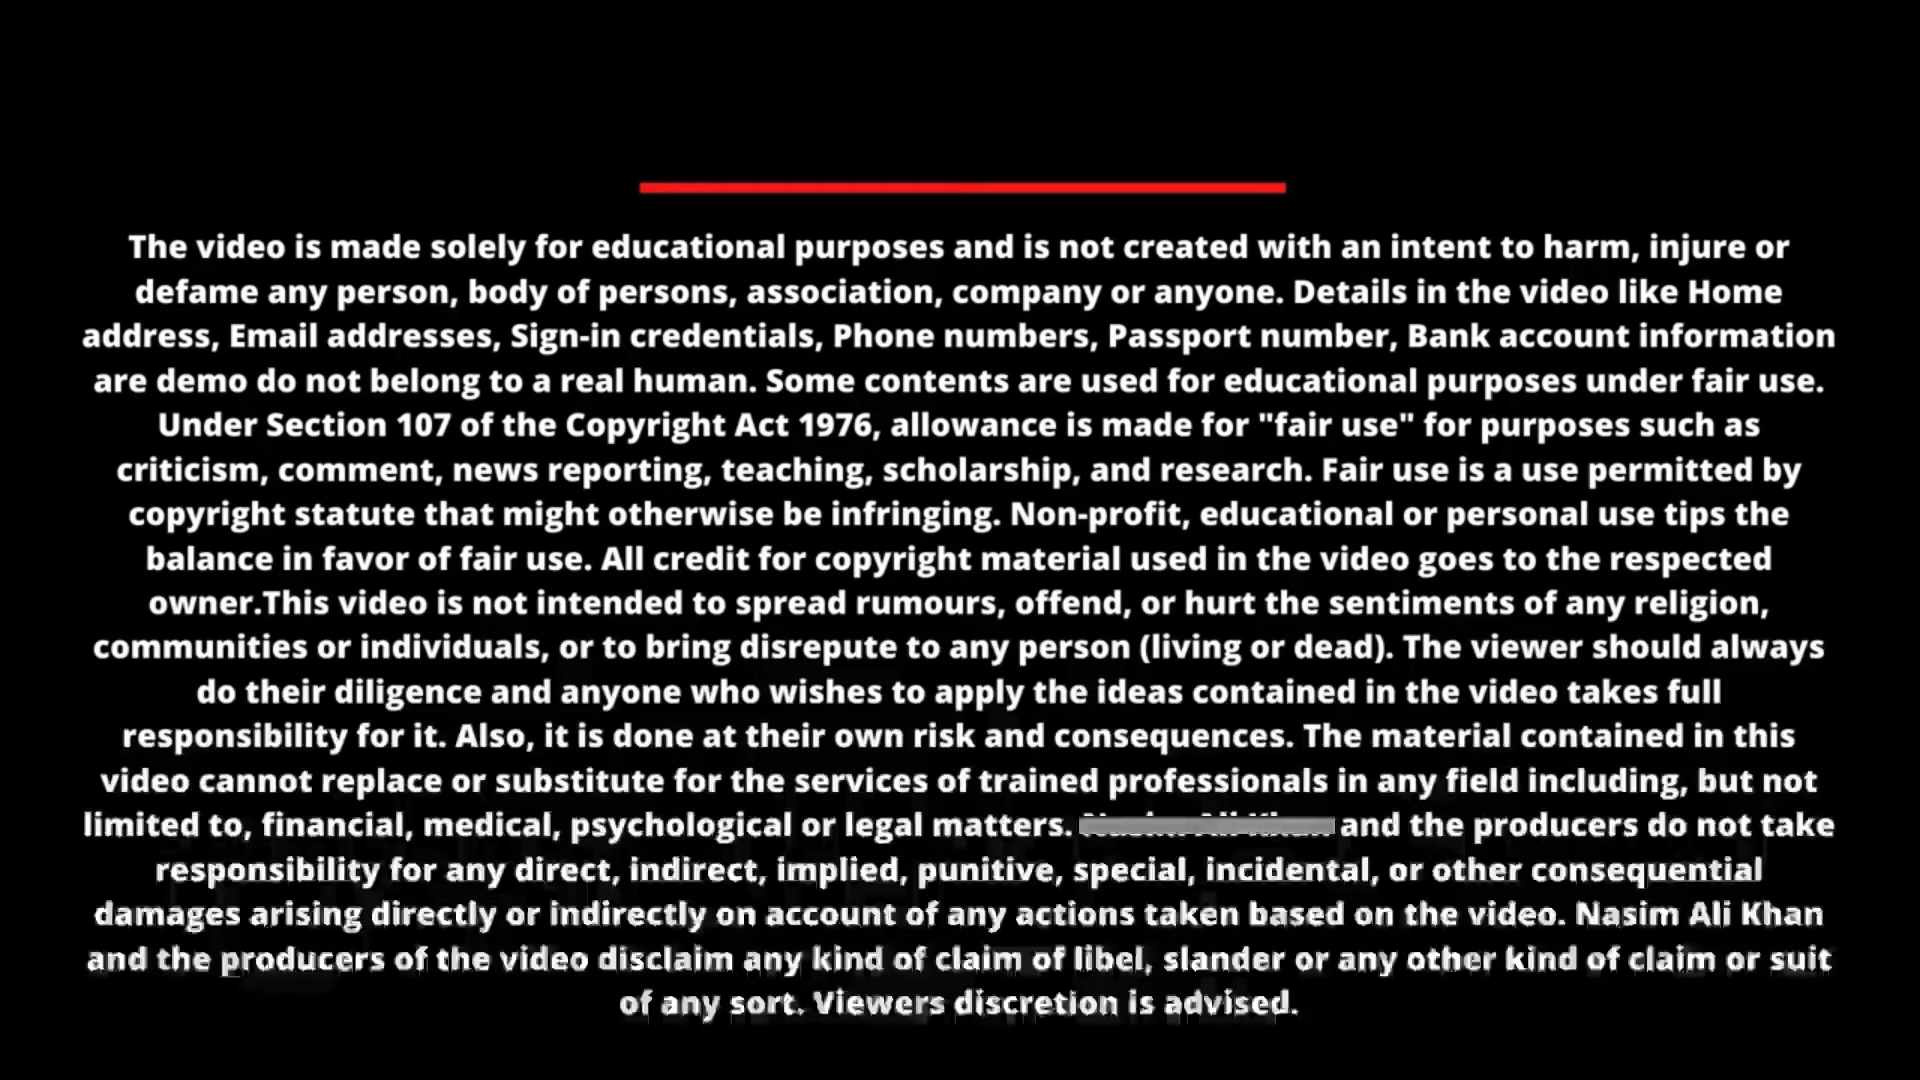 The video is made solely for educational purposes and is not created with an intent to harm, injure or
defame any person, body of persons, association, company or anyone. Details in the video like Home
address, Email addresses, Sign-in credentials, Phone numbers, Passport number, Bank account information
are demo do not belong to a real human. Some contents are used for educational purposes under fair use.
Under Section 107 of the Copyright Act 1976, allowance is made for "fair use" for purposes such as
criticism, comment, news reporting, teaching, scholarship, and research. Fair use is a use permitted by
copyright statute that might otherwise be infringing. Non-profit, educational or personal use tips the
balance in favor of fair use. All credit for copyright material used in the video goes to the respected
owner.This video is not intended to spread rumours, offend, or hurt the sentiments of any religion,
communities or individuals, or to bring disrepute to any person (living or dead). The viewer should always
do their diligence and anyone who wishes to apply the ideas contained in the video takes full
responsibility for it. Also, it is done at their own risk and consequences. The material contained in this
video cannot replace or substitute for the services of trained professionals in any field including, but not
limited to, financial, medical, psychological or legal matters. and the producers do not take
responsibility for any direct, indirect, implied, punitive, special, incidental, or other consequential
damages arising directly or indirectly on account of any actions taken based on the video. Nasim Ali Khan
and the producers of the video disclaim any kind of claim of libel, slander or any other kind of claim or suit
of any sort. Viewers discretion is advised.